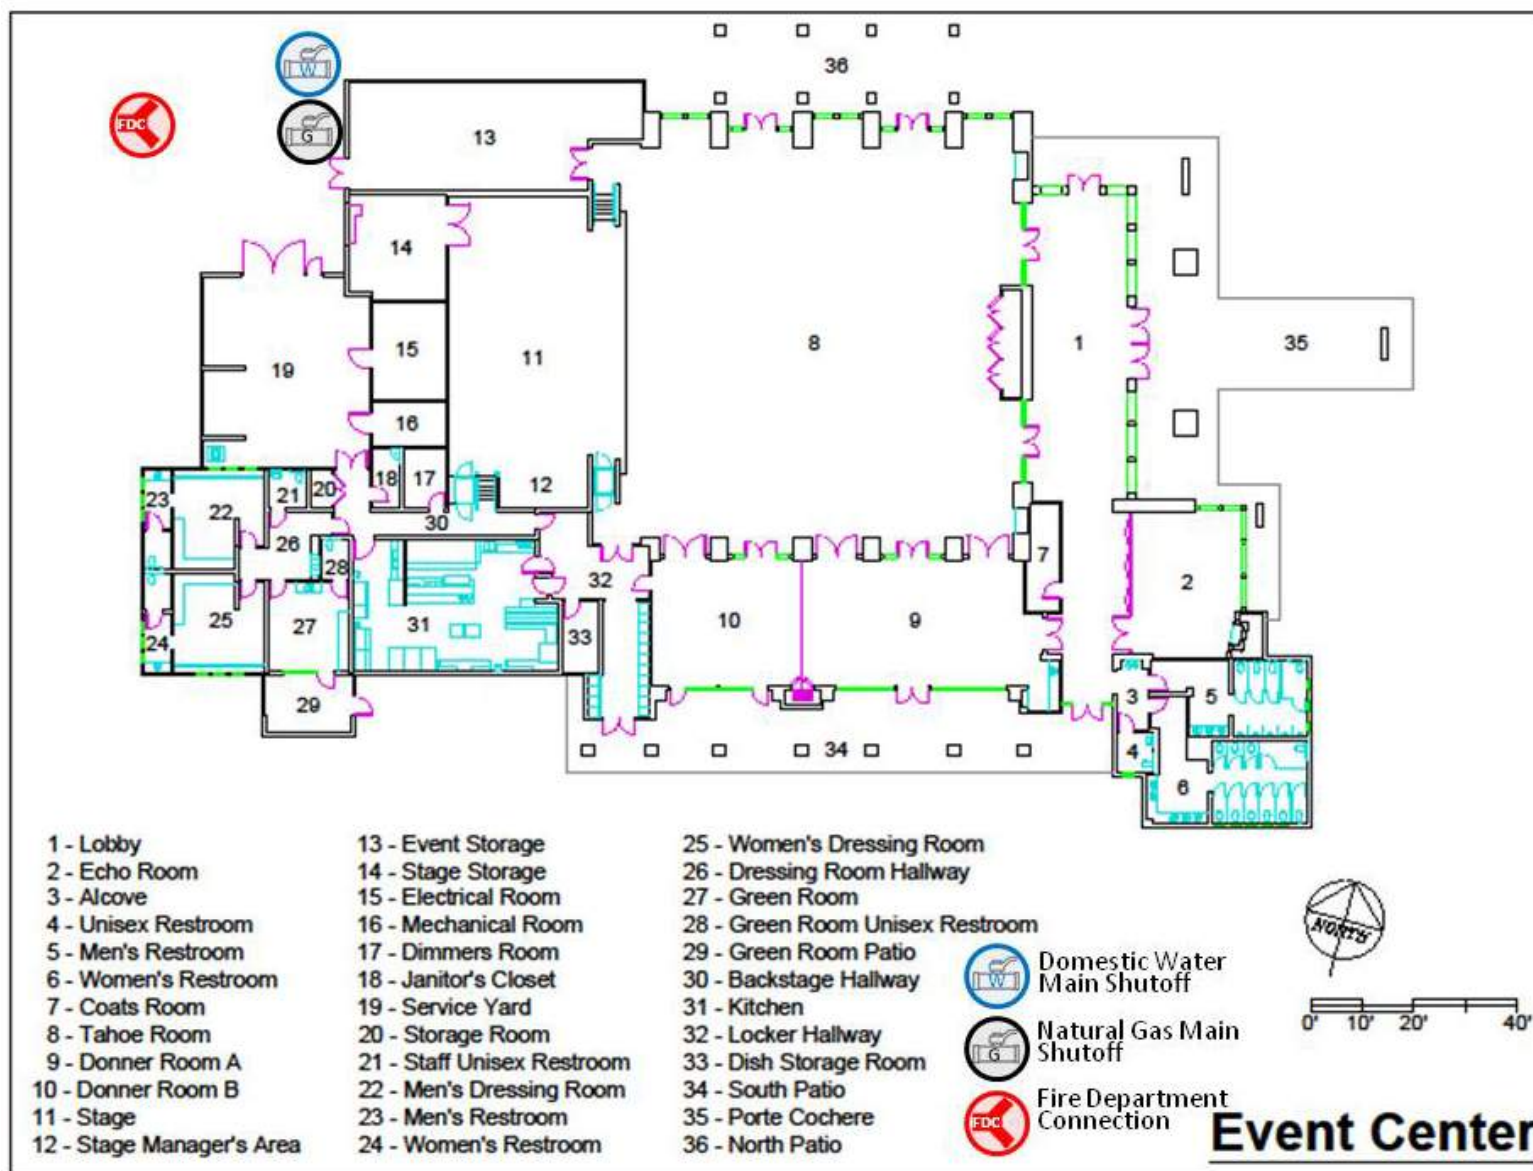 W
36
FDC
G
13
14
8
1
35
15
11
19
16
18
17
12
23
22
21
20
30
26
28
7
32
2
25
31
10
9
24
27
33
29
3
5
34
4
6
1 - Lobby
2 - Echo Room
3 - Alcove
4 - Unisex Restroom
5 - Men's Restroom
6 - Women's Restroom
7 - Coats Room
8 - Tahoe Room
9 - Donner Room A
10 - Donner Room B
11 - Stage
12 - Stage Manager's Area
13 - Event Storage
14 - Stage Storage
15 - Electrical Room
16 - Mechanical Room
17 - Dimmers Room
18 - Janitor's Closet
19 - Service Yard
20 - Storage Room
21 - Staff Unisex Restroom
22 - Men's Dressing Room
23 - Men's Restroom
24 - Women's Restroom
25 - Women's Dressing Room
26 - Dressing Room Hallway
27 - Green Room
28 - Green Room Unisex Restroom
29 - Green Room Patio
30 - Backstage Hallway
31 - Kitchen
32 - Locker Hallway
33 - Dish Storage Room
34 - South Patio
35 - Porte Cochere
36 - North Patio
W
Domestic Water
Main Shutoff
G
Natural Gas Main
Shutoff
FDC
Fire Department
Connection
NORTH
0' 10' 20' 40'
Event Center